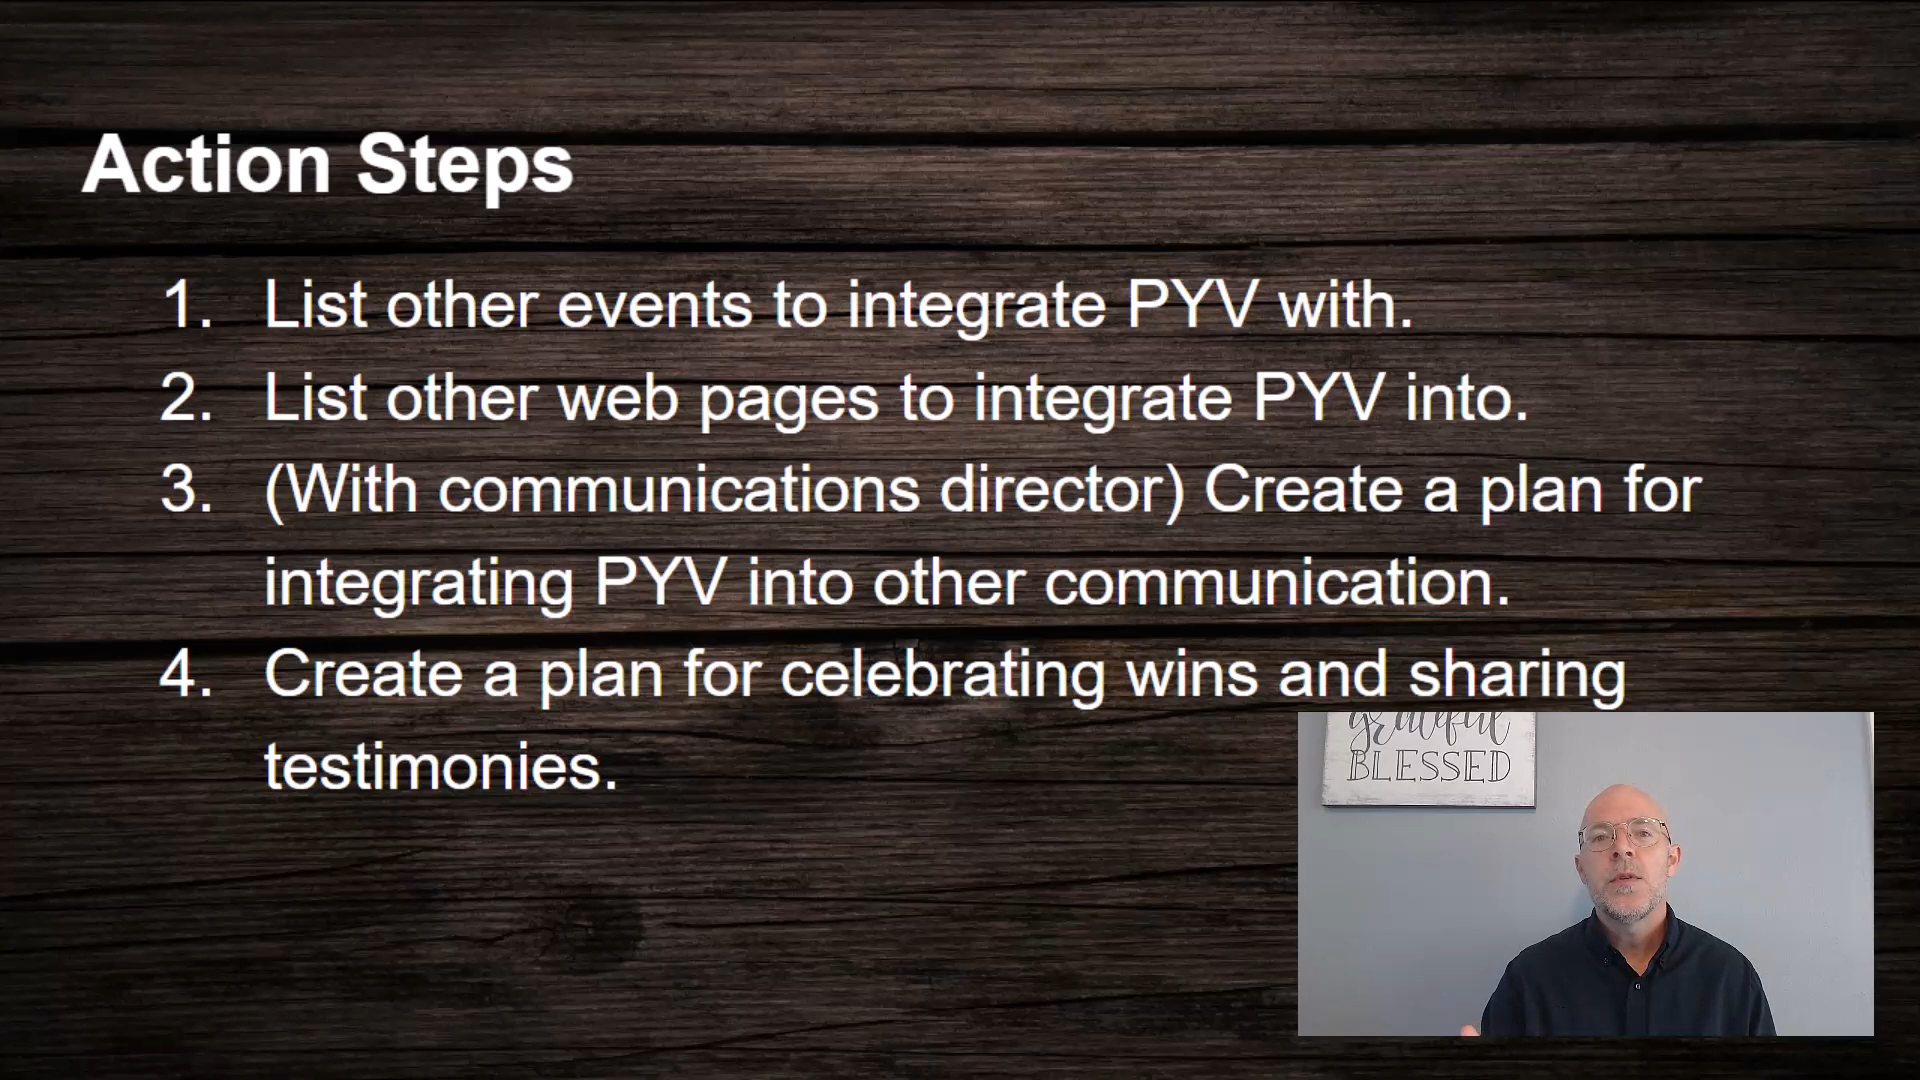 Action Steps
1. List other events to integrate PYV with.
2. List other web pages to integrate PYV into.
3. (With communications director) Create a plan for
integrating PYV into other communication.
4. Create a plan for celebrating wins and sharing
testimonies.
grateful
BLESSED